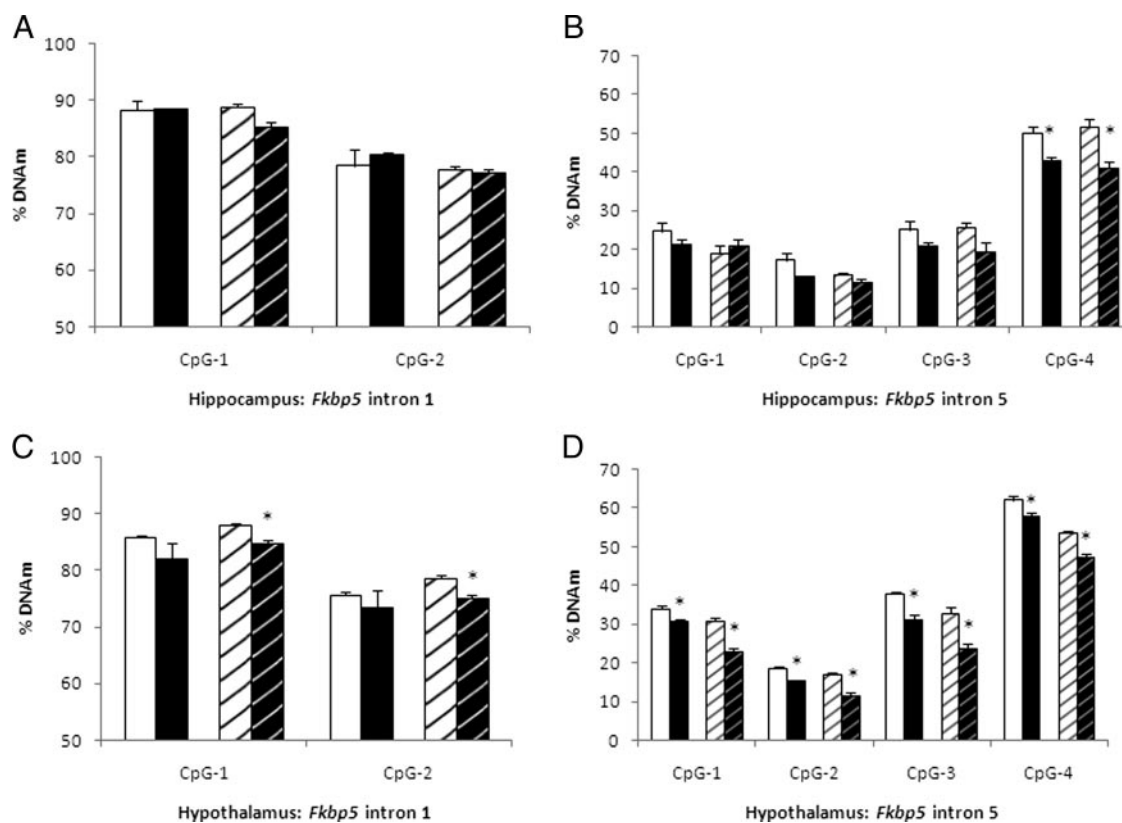 A
% DNAm
100
90
80
70
60
50
CpG-1 CpG-2
Hippocampus: Fkbp5 intron 1
B
% DNAm
70
60
50
40
30
20
10
0
* *
CpG-1 CpG-2 CpG-3 CpG-4
Hippocampus: Fkbp5 intron 5
C
% DNAm
100
90
80
70
60
50
* *
CpG-1 CpG-2
Hypothalamus: Fkbp5 intron 1
D
% DNAm
70
60
50
40
30
20
10
0
* * * * * * * *
CpG-1 CpG-2 CpG-3 CpG-4
Hypothalamus: Fkbp5 intron 5